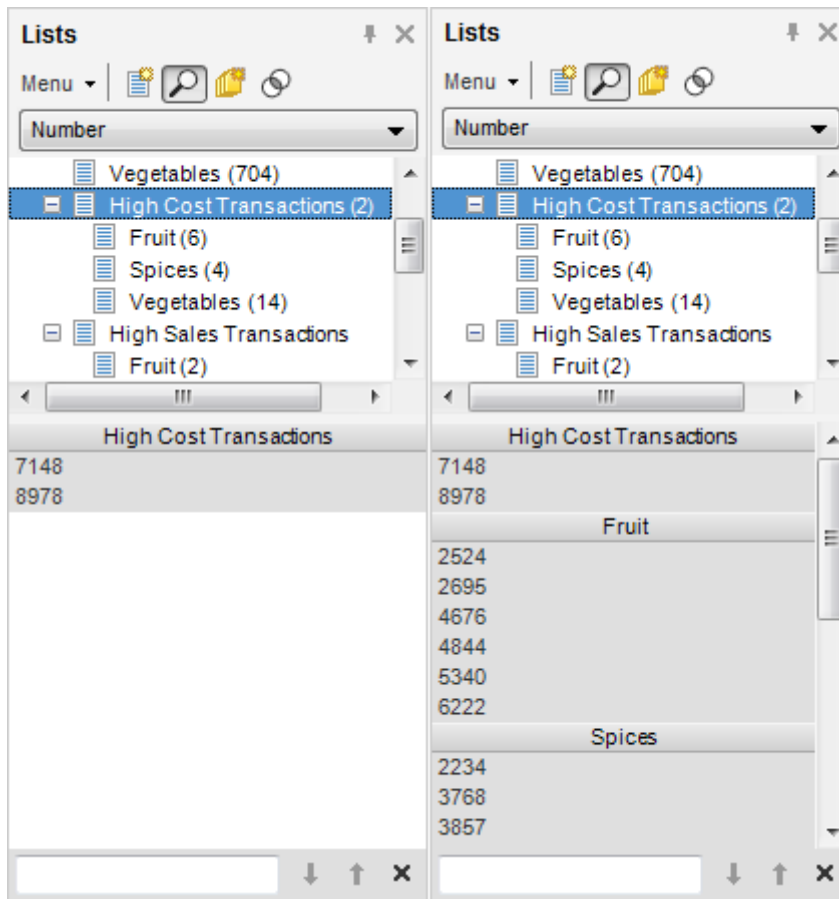 Lists
Menu
Number
Vegetables (704)
High Cost Transactions (2)
Fruit (6)
Spices (4)
Vegetables (14)
High Sales Transactions
Fruit (2)
High Cost Transactions
7148
8978
Lists
Menu
Number
Vegetables (704)
High Cost Transactions (2)
Fruit (6)
Spices (4)
Vegetables (14)
High Sales Transactions
Fruit (2)
High Cost Transactions
7148
8978
Fruit
2524
2695
4676
4844
5340
6222
Spices
2234
3768
3857